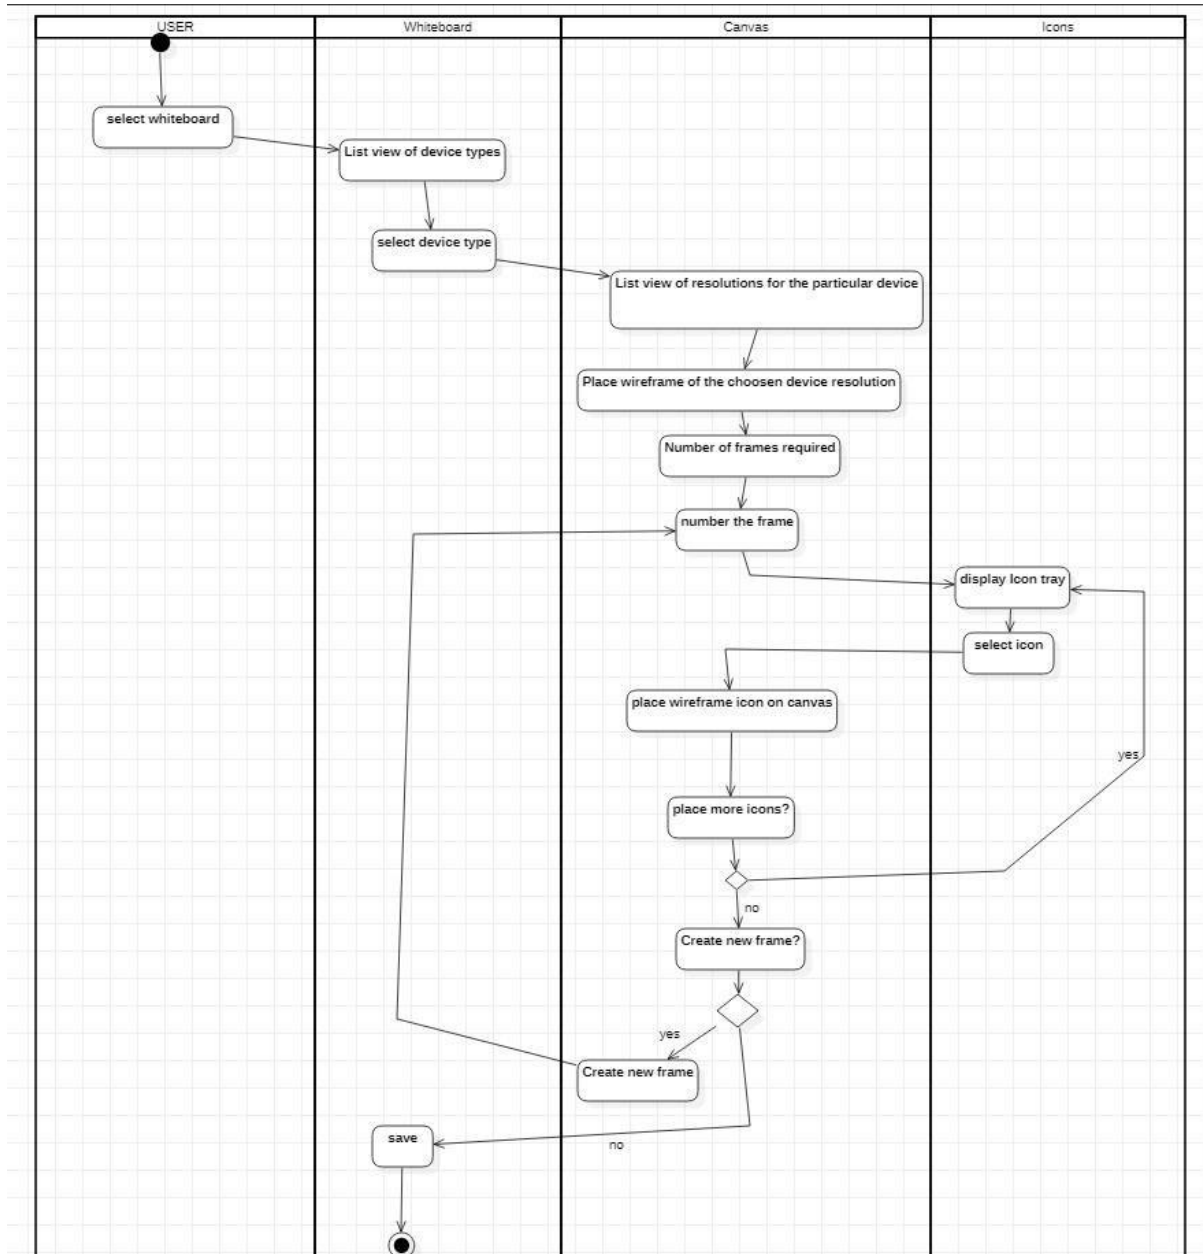 USER
Whiteboard
Canvas
Icons
select whiteboard
List view of device types
select device type
List view of resolutions for the particular device
Place wireframe of the choosen device resolution
Number of frames required
number the frame
display Icon tray
select icon
place wireframe icon on canvas
yes
place more icons?
no
Create new frame?
yes
Create new frame
save
no